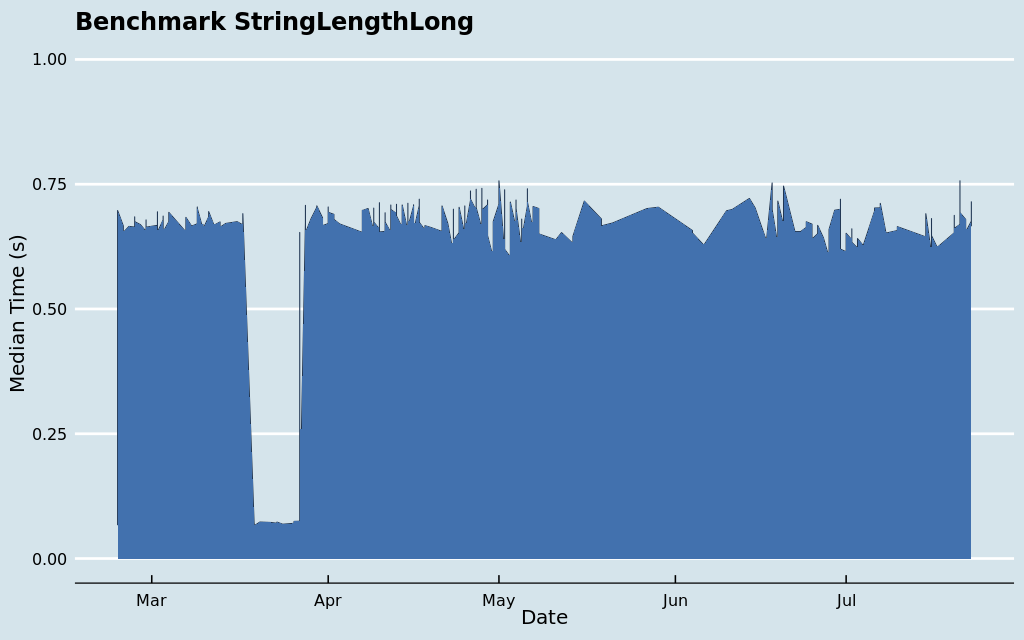 Benchmark StringLengthLong
1.00
0.75
0.50
0.25
0.00
Median Time (s)
Mar Apr May Jun Jul
Date